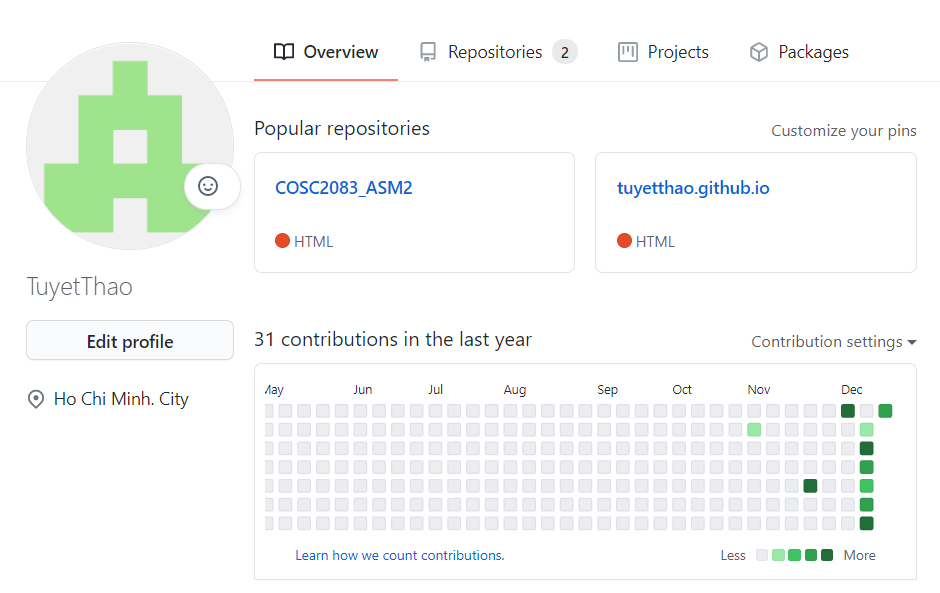 Overview Repositories 2 Projects Packages
Popular repositories Customize your pins
COSC2083_ASM2 tuyetthao.github.io
HTML HTML
TuyetThao
Edit profile
Ho Chi Minh. City
31 contributions in the last year Contribution settings
May Jun Jul Aug Sep Oct Nov Dec
Learn how we count contributions. Less More